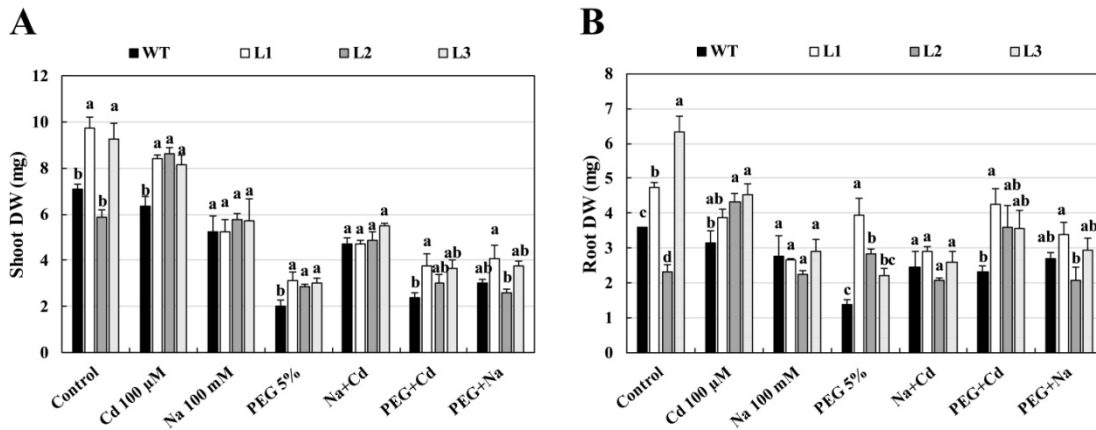 A
WT L1 L2 L3
Shoot DW (mg)
12
10
8
6
4
2
0
b a b a
b a a a
a a a a
b a a a
a a a a
b a ab ab
ab a b ab
Control
Cd 100 µM
Na 100 mM
PEG 5%
Na+Cd
PEG+Cd
PEG+Na
B
WT L1 L2 L3
Root DW (mg)
8
7
6
5
4
3
2
1
0
c b d a
b ab a a
a a a a
c a b bc
a a a a
b a ab ab
ab a b ab
Control
Cd 100 µM
Na 100 mM
PEG 5%
Na+Cd
PEG+Cd
PEG+Na